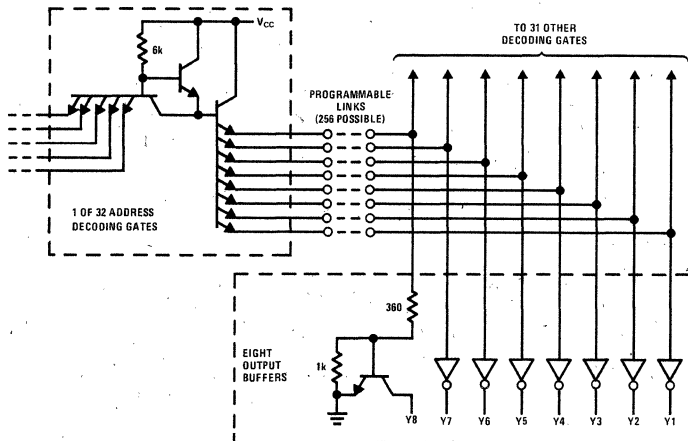 V_CC
6k
1 OF 32 ADDRESS
DECODING GATES
PROGRAMMABLE
LINKS
(256 POSSIBLE)
TO 31 OTHER
DECODING GATES
360
1k
EIGHT
OUTPUT
BUFFERS
Y8 Y7 Y6 Y5 Y4 Y3 Y2 Y1